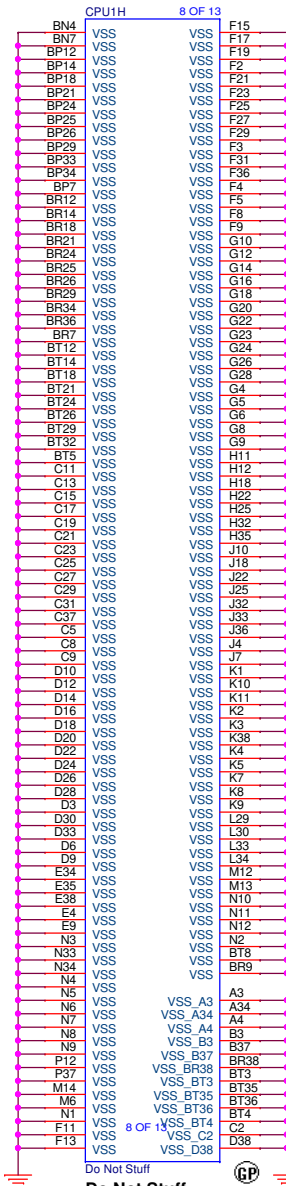 CPU1H 8 OF 13
BN4 VSS VSS F15
BN7 VSS VSS F17
BP12 VSS VSS F19
BP14 VSS VSS F2
BP18 VSS VSS F21
BP21 VSS VSS F23
BP24 VSS VSS F25
BP25 VSS VSS F27
BP26 VSS VSS F29
BP29 VSS VSS F3
BP33 VSS VSS F31
BP34 VSS VSS F36
BP7 VSS VSS F4
BR12 VSS VSS F5
BR14 VSS VSS F8
BR18 VSS VSS F9
BR21 VSS VSS G10
BR24 VSS VSS G12
BR25 VSS VSS G14
BR26 VSS VSS G16
BR29 VSS VSS G18
BR34 VSS VSS G20
BR36 VSS VSS G22
BR7 VSS VSS G23
BT12 VSS VSS G24
BT14 VSS VSS G26
BT18 VSS VSS G28
BT21 VSS VSS G4
BT24 VSS VSS G5
BT26 VSS VSS G6
BT29 VSS VSS G8
BT32 VSS VSS G9
BT5 VSS VSS H11
C11 VSS VSS H12
C13 VSS VSS H18
C15 VSS VSS H22
C17 VSS VSS H25
C19 VSS VSS H32
C21 VSS VSS H35
C23 VSS VSS J10
C25 VSS VSS J18
C27 VSS VSS J22
C29 VSS VSS J25
C31 VSS VSS J32
C37 VSS VSS J33
C5 VSS VSS J36
C8 VSS VSS J4
C9 VSS VSS J7
D10 VSS VSS K1
D12 VSS VSS K10
D14 VSS VSS K11
D16 VSS VSS K2
D18 VSS VSS K3
D20 VSS VSS K38
D22 VSS VSS K4
D24 VSS VSS K5
D26 VSS VSS K7
D28 VSS VSS K8
D3 VSS VSS K9
D30 VSS VSS L29
D33 VSS VSS L30
D6 VSS VSS L33
D9 VSS VSS L34
E34 VSS VSS M12
E35 VSS VSS M13
E38 VSS VSS N10
E4 VSS VSS N11
E9 VSS VSS N12
N3 VSS VSS N2
N33 VSS VSS BT8
N34 VSS VSS BR9
N4 VSS
N5 VSS VSS_A3 A3
N6 VSS VSS_A34 A34
N7 VSS VSS_A4 A4
N8 VSS VSS_B3 B3
N9 VSS VSS_B37 B37
P12 VSS VSS_BR38 BR38
P37 VSS VSS_BT3 BT3
M14 VSS VSS_BT35 BT35
M6 VSS VSS_BT36 BT36
N1 VSS VSS_BT4 BT4
F11 VSS 8 OF 13 VSS_C2 C2
F13 VSS VSS_D38 D38
Do Not Stuff
Do Not Stuff
GP